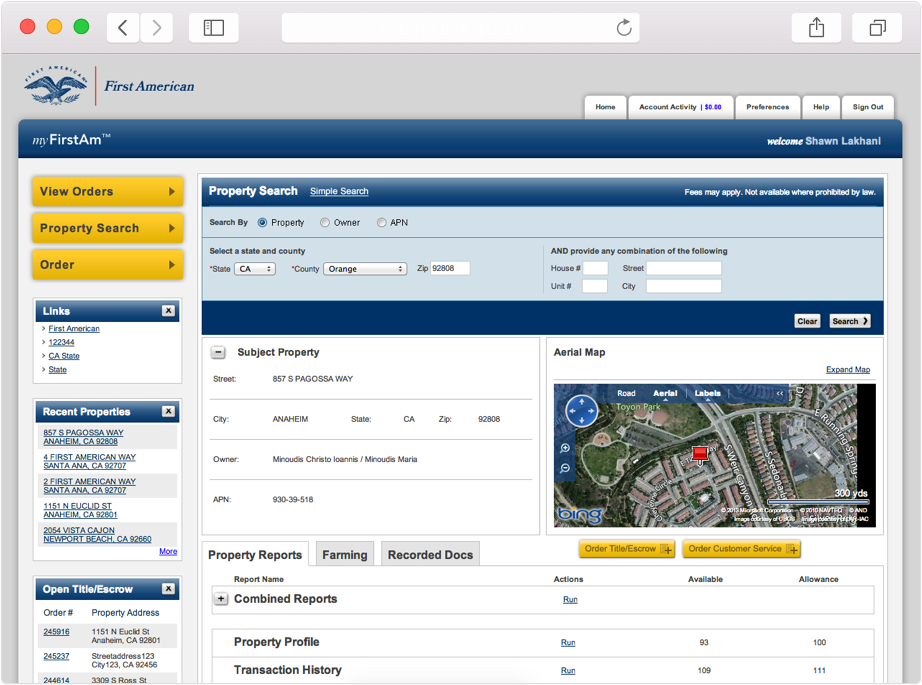 FIRST AMERICAN
First American
Home
Account Activity | $0.00
Preferences
Help
Sign Out
myFirstAm™
welcome Shawn Lakhani
View Orders
Property Search
Order
Links
First American
122344
CA State
State
Recent Properties
857 S PAGOSSA WAY
ANAHEIM, CA 92808
4 FIRST AMERICAN WAY
SANTA ANA, CA 92707
2 FIRST AMERICAN WAY
SANTA ANA, CA 92707
1151 N EUCLID ST
ANAHEIM, CA 92801
2054 VISTA CAJON
NEWPORT BEACH, CA 92660
More
Open Title/Escrow
Order # Property Address
245916 1151 N Euclid St
Anaheim, CA 92801
245237 Streetaddress123
City123, CA 92456
244614 3309 S Ross St
Property Search Simple Search
Fees may apply. Not available where prohibited by law.
Search By Property Owner APN
Select a state and county
*State CA *County Orange Zip 92808
AND provide any combination of the following
House # Street
Unit # City
Clear Search
Subject Property
Street: 857 S PAGOSSA WAY
City: ANAHEIM State: CA Zip: 92808
Owner: Minoudis Christo Ioannis / Minoudis Maria
APN: 930-39-518
Aerial Map
Expand Map
Road Aerial Labels
Toyon Park
E Running Spring
S Weir Canyon
300 yds
bing
Order Title/Escrow
Order Customer Service
Property Reports Farming Recorded Docs
Report Name Actions Available Allowance
Combined Reports Run
Property Profile Run 93 100
Transaction History Run 109 111